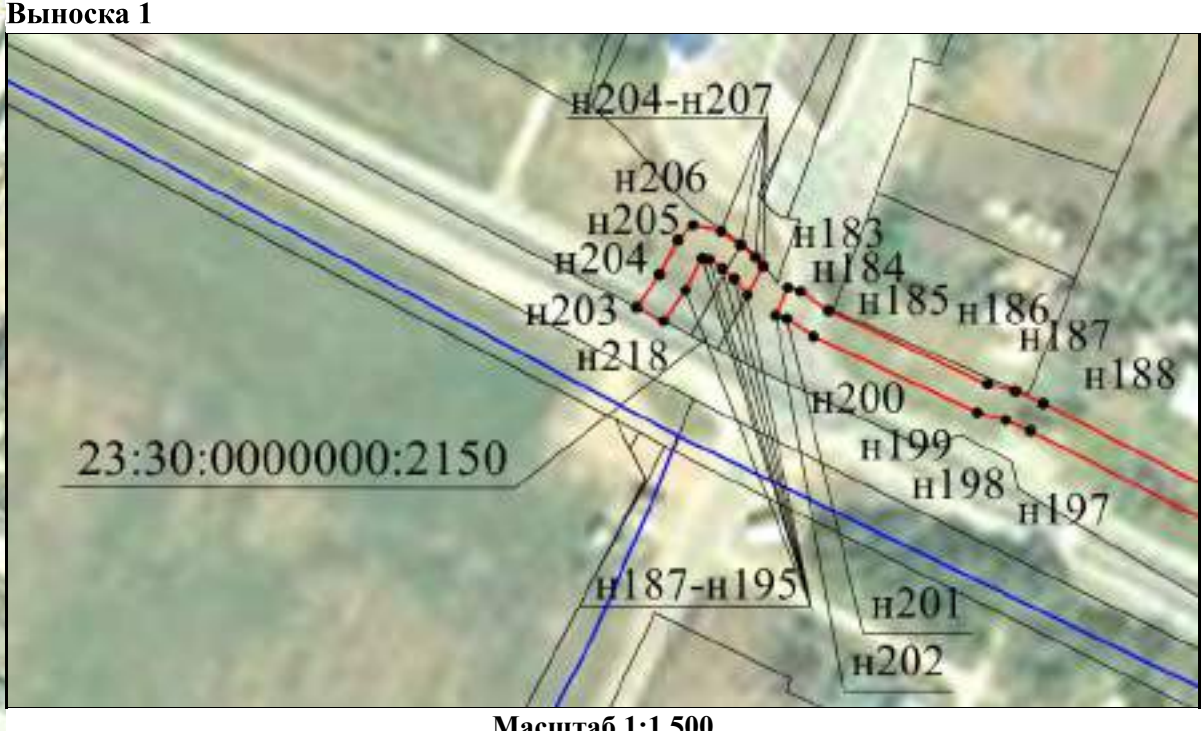 Выноска 1
н204-н207
н206
н205
н183
н204
н184
н203
н185
н186
н187
н218
н188
н200
23:30:0000000:2150
н199
н198
н197
н187-н195
н201
н202
Масштаб 1:1 500